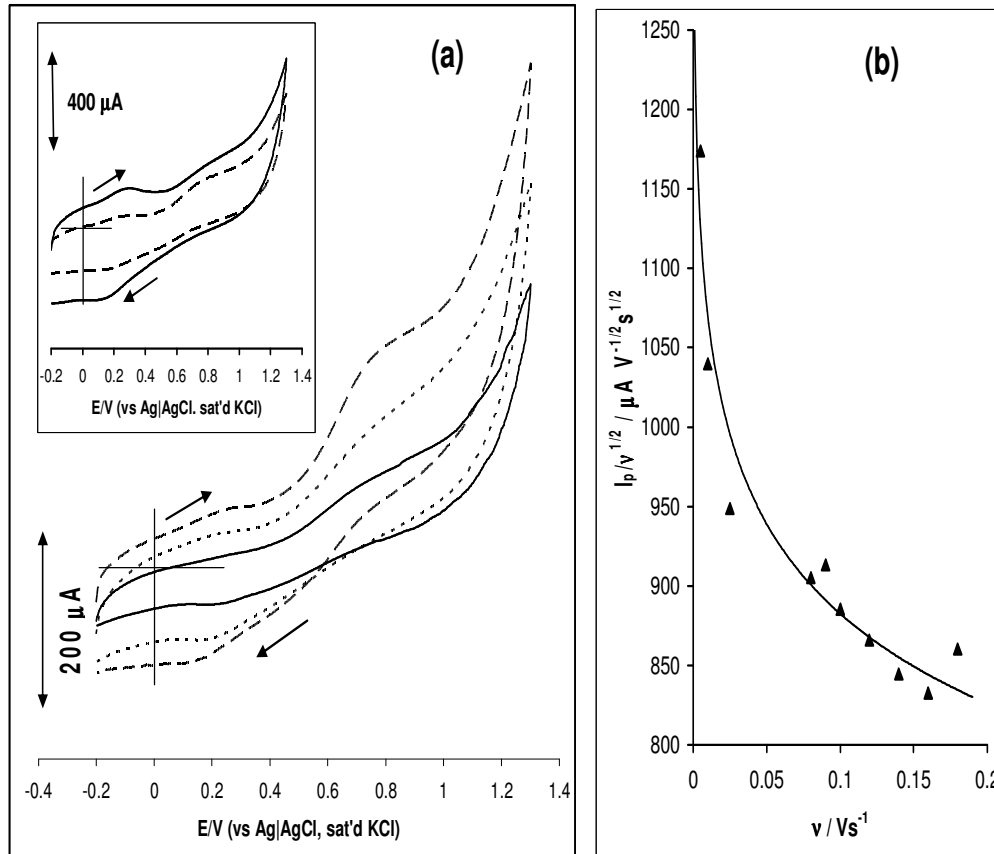 (a)
400 µA
-0.2 0 0.2 0.4 0.6 0.8 1 1.2 1.4
E/V (vs Ag|AgCl. sat'd KCl)
200 µA
-0.4 -0.2 0 0.2 0.4 0.6 0.8 1 1.2 1.4
E/V (vs Ag|AgCl, sat'd KCl)
(b)
Ip/ν^1/2 / µA V^-1/2 s^1/2
1250
1200
1150
1100
1050
1000
950
900
850
800
0 0.05 0.1 0.15 0.2
ν / Vs^-1